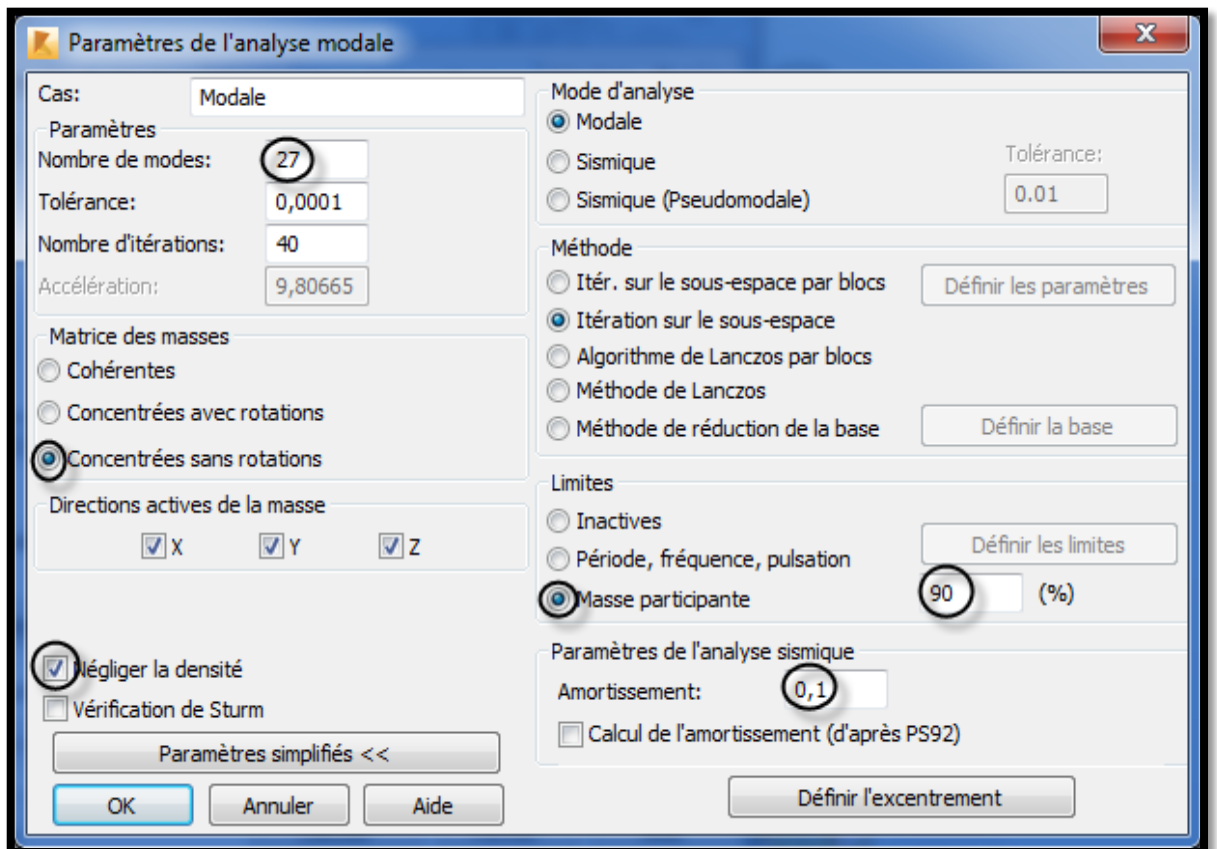 Paramètres de l'analyse modale
x
Cas: Modale
Paramètres
Nombre de modes: 27
Tolérance: 0,0001
Nombre d'itérations: 40
Accélération: 9,80665
Matrice des masses
Cohérentes
Concentrées avec rotations
Concentrées sans rotations
Directions actives de la masse
X Y Z
Négliger la densité
Vérification de Sturm
Paramètres simplifiés <<
OK Annuler Aide
Mode d'analyse
Modale
Sismique
Sismique (Pseudomodale)
Tolérance:
0.01
Méthode
Itér. sur le sous-espace par blocs Définir les paramètres
Itération sur le sous-espace
Algorithme de Lanczos par blocs
Méthode de Lanczos
Méthode de réduction de la base Définir la base
Limites
Inactives
Période, fréquence, pulsation Définir les limites
Masse participante 90 (%)
Paramètres de l'analyse sismique
Amortissement: 0,1
Calcul de l'amortissement (d'après PS92)
Définir l'excentrement